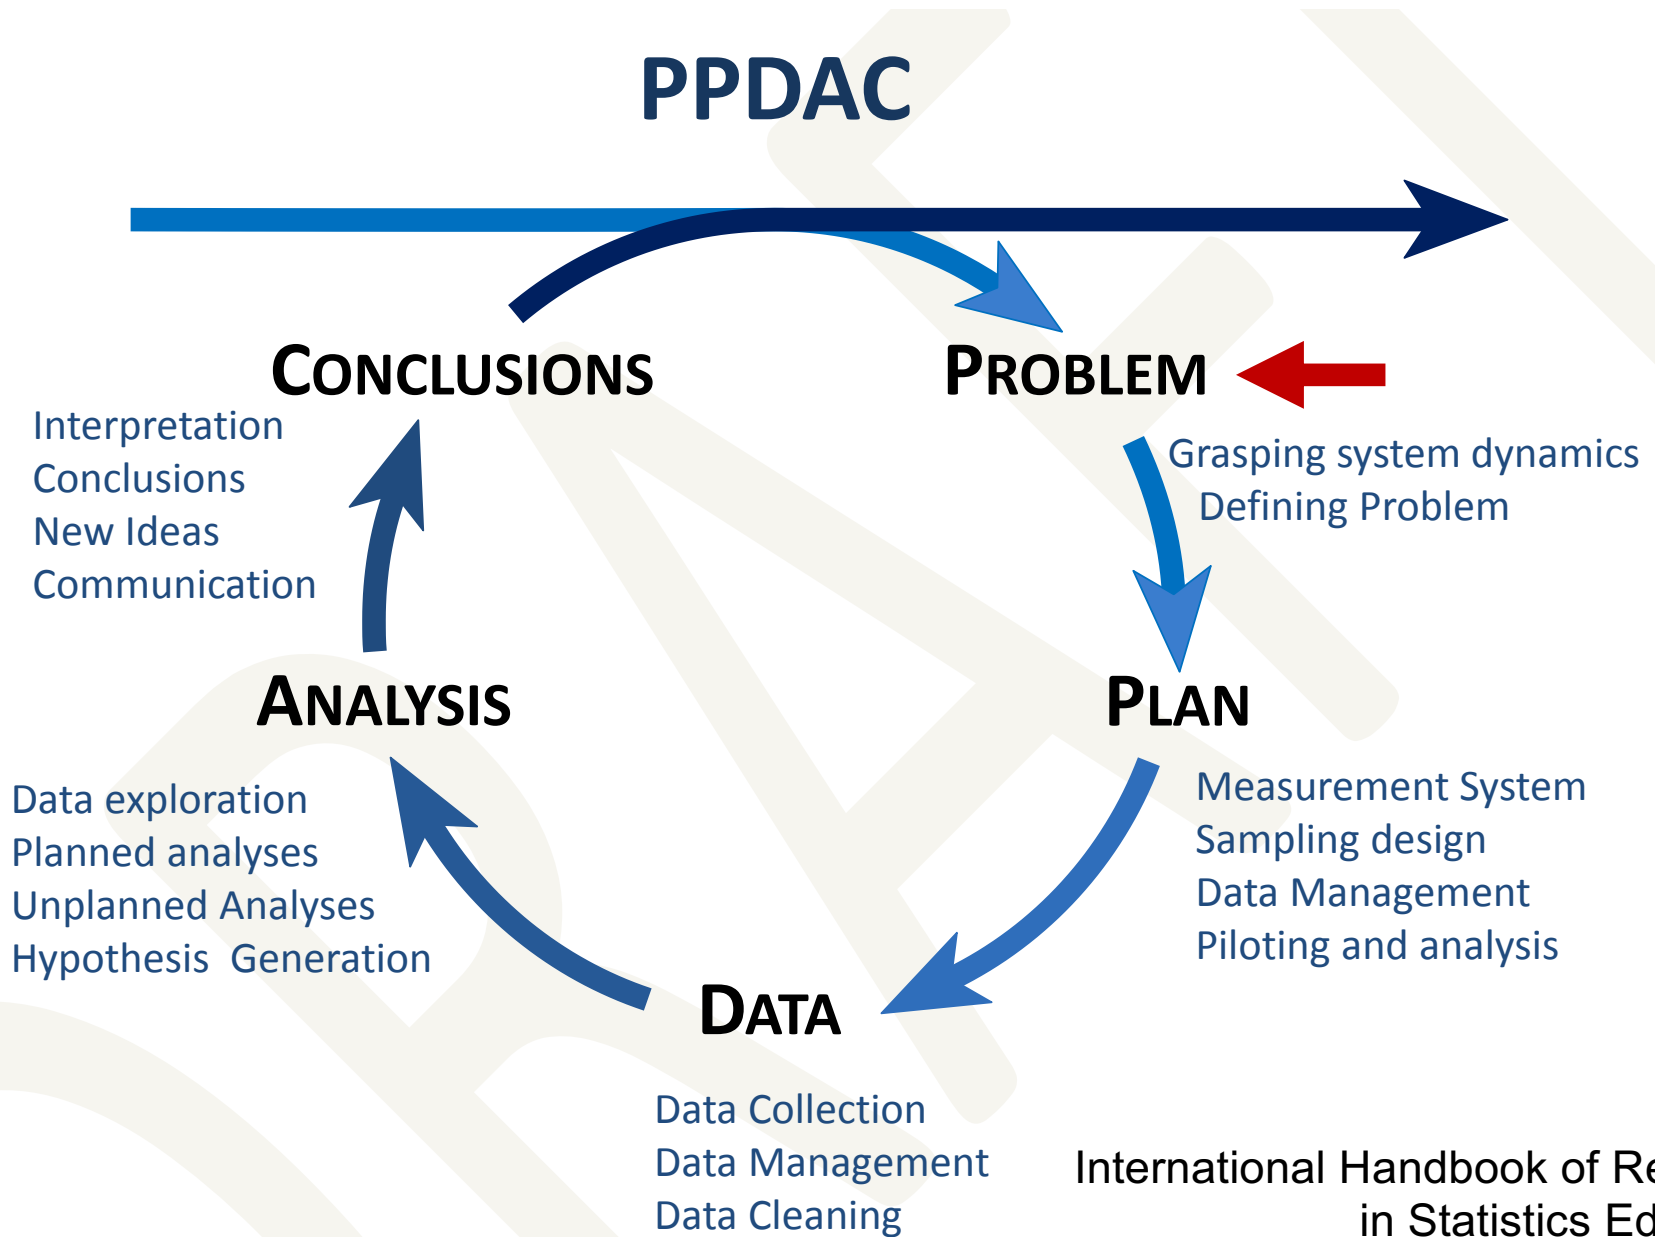 PPDAC
CONCLUSIONS
Interpretation
Conclusions
New Ideas
Communication
PROBLEM
Grasping system dynamics
Defining Problem
ANALYSIS
Data exploration
Planned analyses
Unplanned Analyses
Hypothesis  Generation
PLAN
Measurement System
Sampling design
Data Management
Piloting and analysis
DATA
Data Collection
Data Management
Data Cleaning
International Handbook of
in Statistics